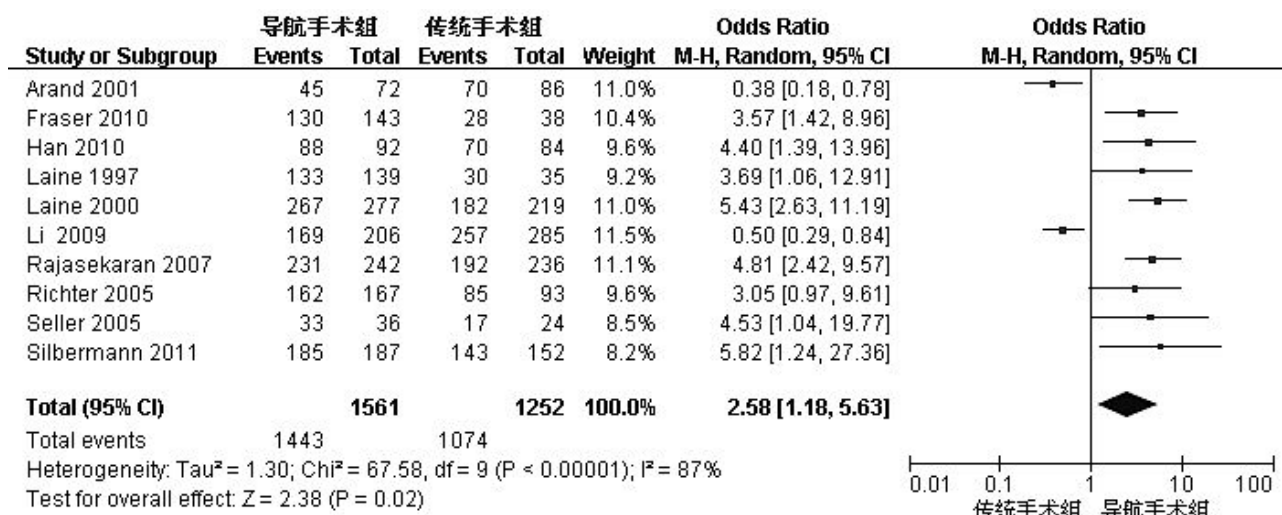 导航手术组 传统手术组 Odds Ratio Odds Ratio
Study or Subgroup Events Total Events Total Weight M-H, Random, 95% CI M-H, Random, 95% CI
Arand 2001 45 72 70 86 11.0% 0.38 [0.18, 0.78]
Fraser 2010 130 143 28 38 10.4% 3.57 [1.42, 8.96]
Han 2010 88 92 70 84 9.6% 4.40 [1.39, 13.96]
Laine 1997 133 139 30 35 9.2% 3.69 [1.06, 12.91]
Laine 2000 267 277 182 219 11.0% 5.43 [2.63, 11.19]
Li 2009 169 206 257 285 11.5% 0.50 [0.29, 0.84]
Rajasekaran 2007 231 242 192 236 11.1% 4.81 [2.42, 9.57]
Richter 2005 162 167 85 93 9.6% 3.05 [0.97, 9.61]
Seller 2005 33 36 17 24 8.5% 4.53 [1.04, 19.77]
Silbermann 2011 185 187 143 152 8.2% 5.82 [1.24, 27.36]
Total (95% CI) 1561 1252 100.0% 2.58 [1.18, 5.63]
Total events 1443 1074
Heterogeneity: Tau² = 1.30; Chi² = 67.58, df = 9 (P < 0.00001); I² = 87%
Test for overall effect: Z = 2.38 (P = 0.02)
0.01 0.1 1 10 100
传统手术组 导航手术组